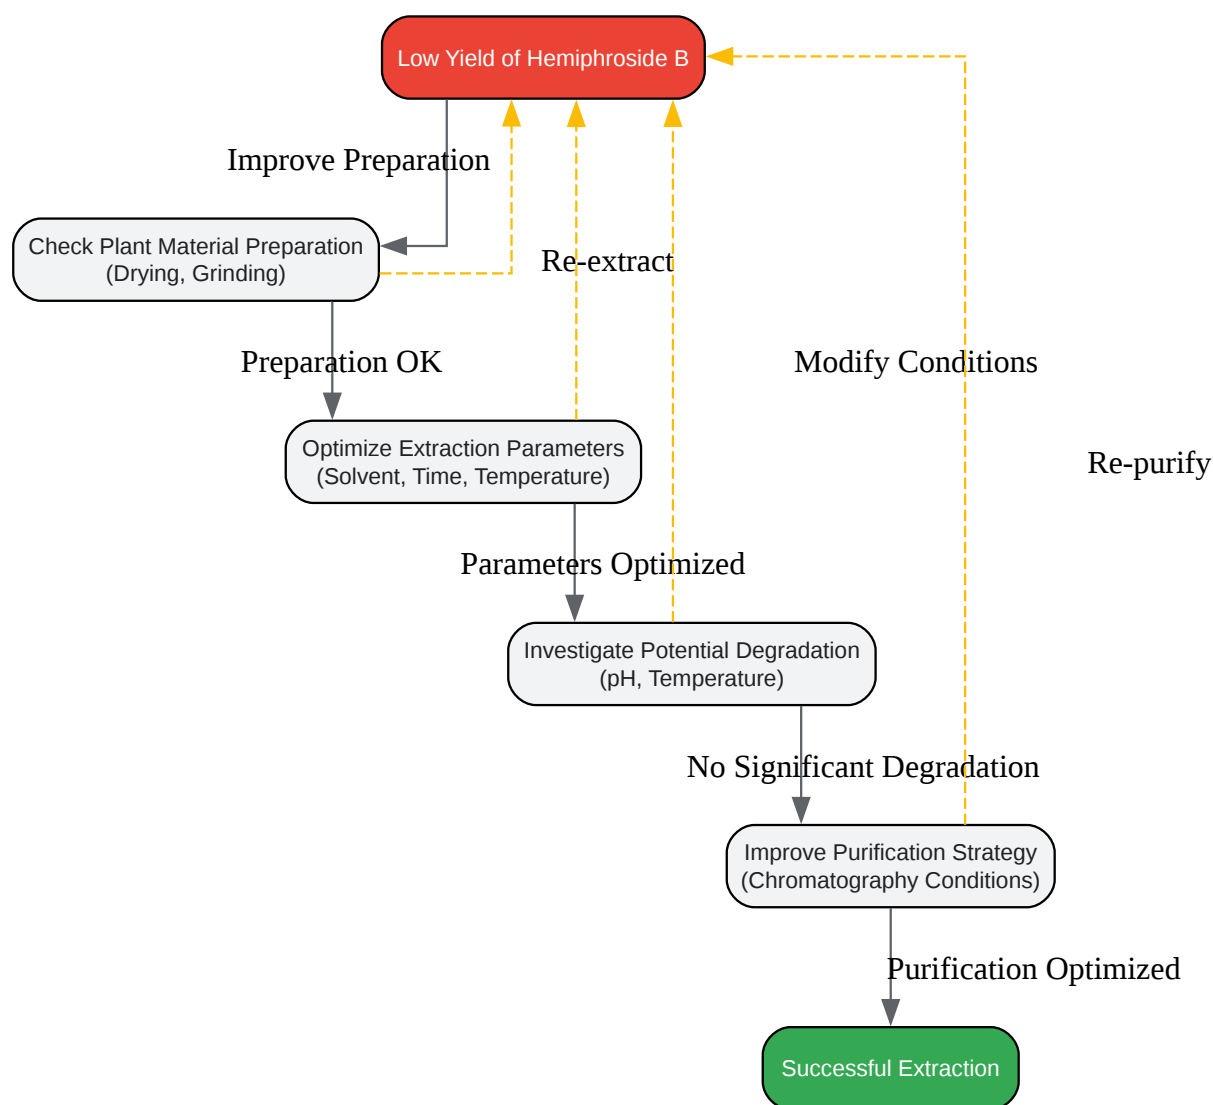 Low Yield of Hemiphroside B
Improve Preparation
Check Plant Material Preparation
(Drying, Grinding)
Re-extract
Preparation OK
Modify Conditions
Optimize Extraction Parameters
(Solvent, Time, Temperature)
Re-purify
Parameters Optimized
Investigate Potential Degradation
(pH, Temperature)
No Significant Degradation
Improve Purification Strategy
(Chromatography Conditions)
Purification Optimized
Successful Extraction